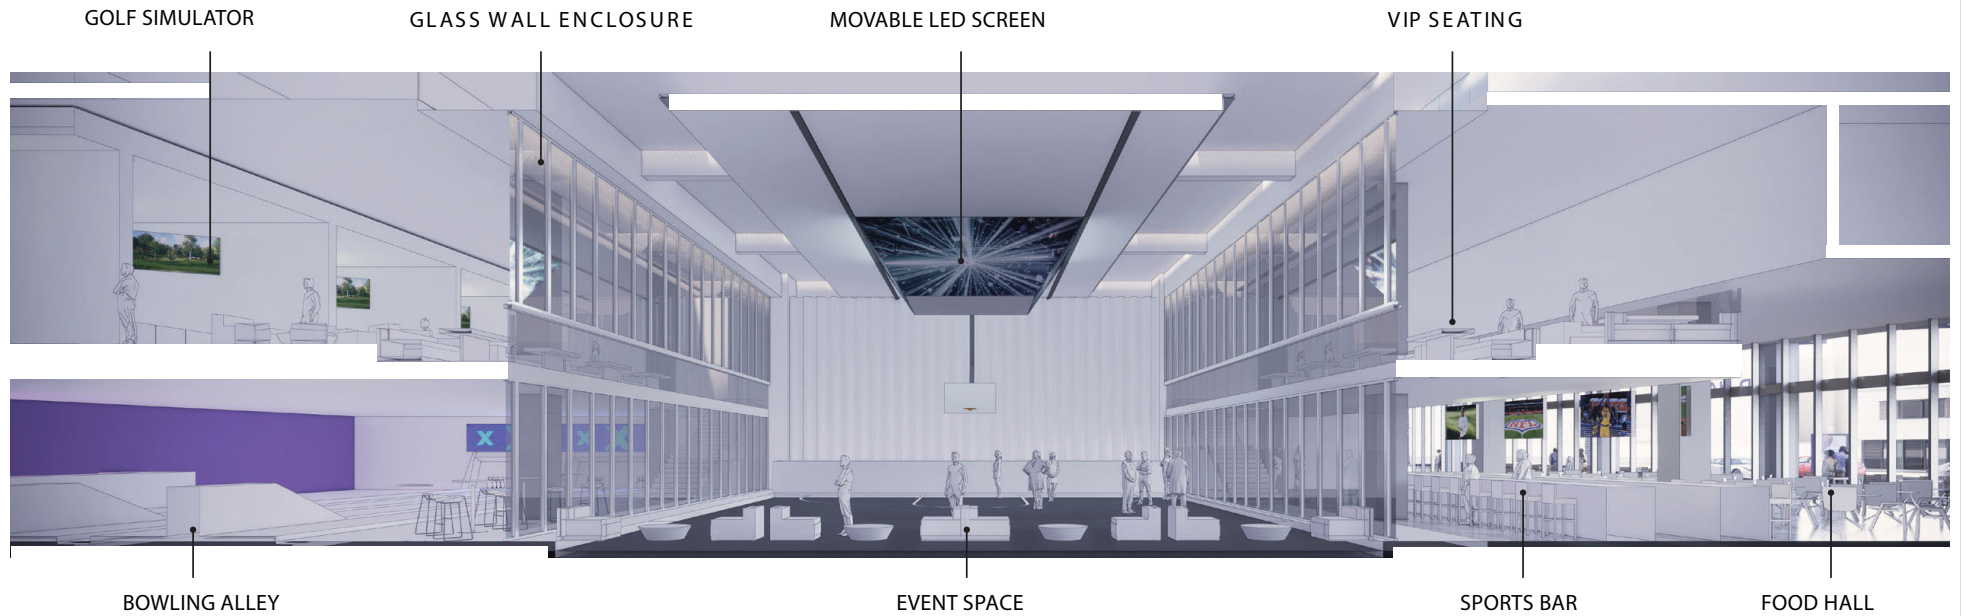 GOLF SIMULATOR
GLASS WALL ENCLOSURE
MOVABLE LED SCREEN
VIP SEATING
X X X
BOWLING ALLEY
EVENT SPACE
SPORTS BAR
FOOD HALL